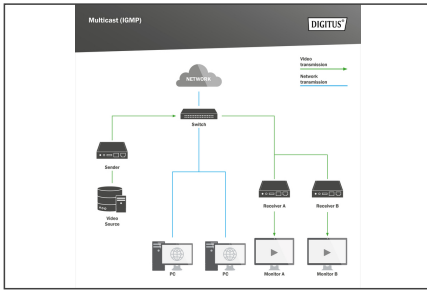 Multicast (IGMP)
DIGITUS®
Video
transmission
Network
transmission
NETWORK
Switch
Sender
Receiver A
Receiver B
Video
Source
PC
PC
Monitor A
Monitor B